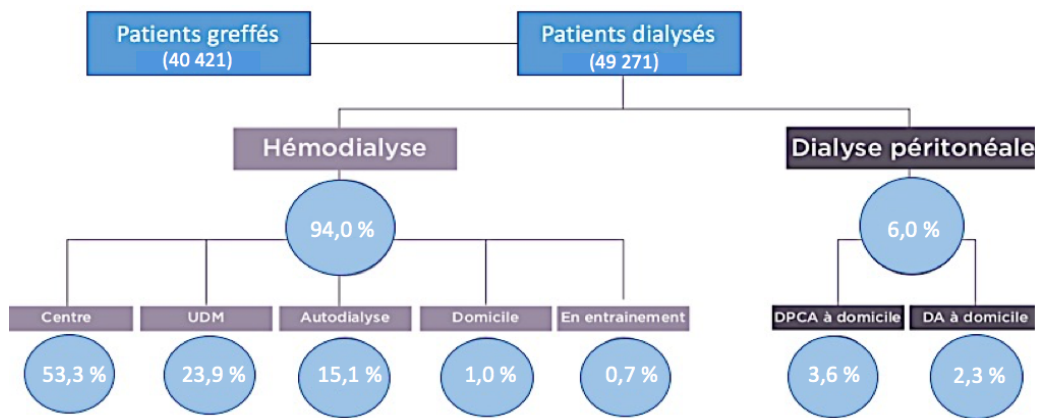 Patients greffés
(40 421)
Patients dialysés
(49 271)
Hémodialyse
Dialyse péritonéale
94,0 %
6,0 %
Centre
UDM
Autodialyse
Domicile
En entrainement
DPCA à domicile
DA à domicile
53,3 %
23,9 %
15,1 %
1,0 %
0,7 %
3,6 %
2,3 %